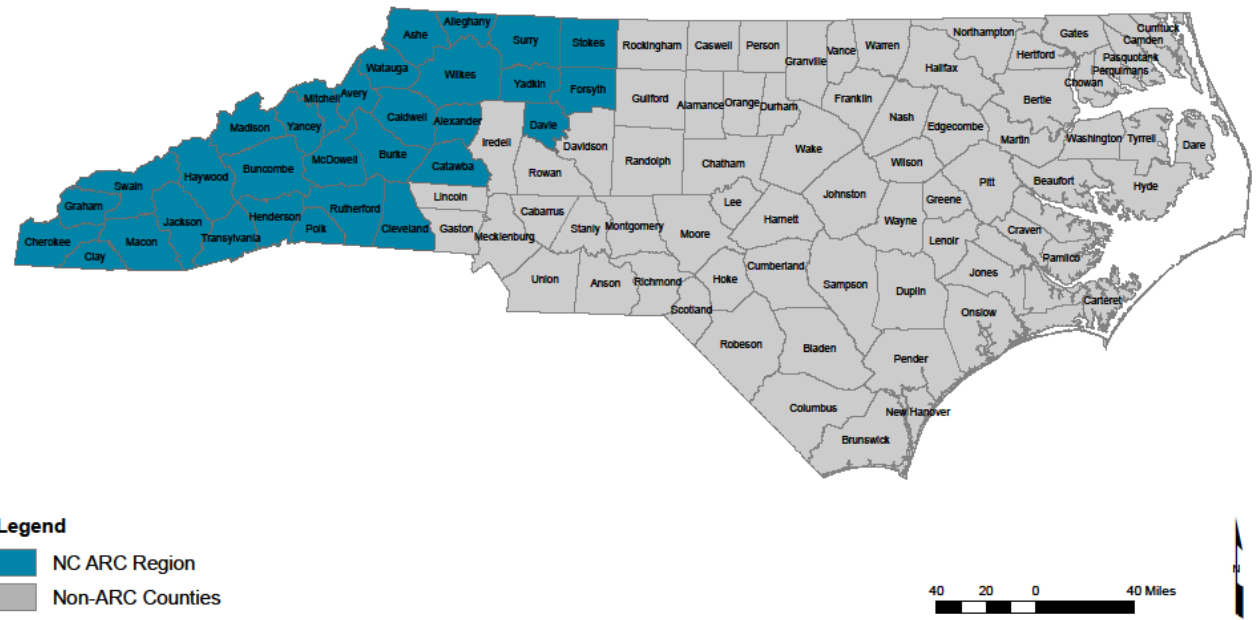 Alleghany
Ashe
Surry
Stokes
Rockingham
Caswell
Person
Granville
Vance
Warren
Northampton
Gates
Currituck
Camden
Pasquotank
Perquimans
Chowan
Hertford
Halifax
Bertie
Watauga
Wilkes
Yadkin
Forsyth
Guilford
Alamance
Orange
Durham
Franklin
Nash
Edgecombe
Martin
Washington
Tyrrell
Dare
Mitchell
Avery
Caldwell
Alexander
Iredell
Davie
Davidson
Randolph
Chatham
Wake
Wilson
Pitt
Beaufort
Hyde
Madison
Yancey
McDowell
Burke
Catawba
Rowan
Buncombe
Haywood
Swain
Graham
Cherokee
Clay
Macon
Jackson
Transylvania
Henderson
Polk
Rutherford
Cleveland
Lincoln
Gaston
Mecklenburg
Cabarrus
Stanly
Montgomery
Moore
Lee
Harnett
Johnston
Wayne
Greene
Lenoir
Craven
Pamlico
Jones
Carteret
Onslow
Duplin
Sampson
Cumberland
Hoke
Scotland
Richmond
Anson
Union
Robeson
Bladen
Pender
Columbus
New Hanover
Brunswick
Legend
NC ARC Region
Non-ARC Counties
40 20 0 40 Miles
N